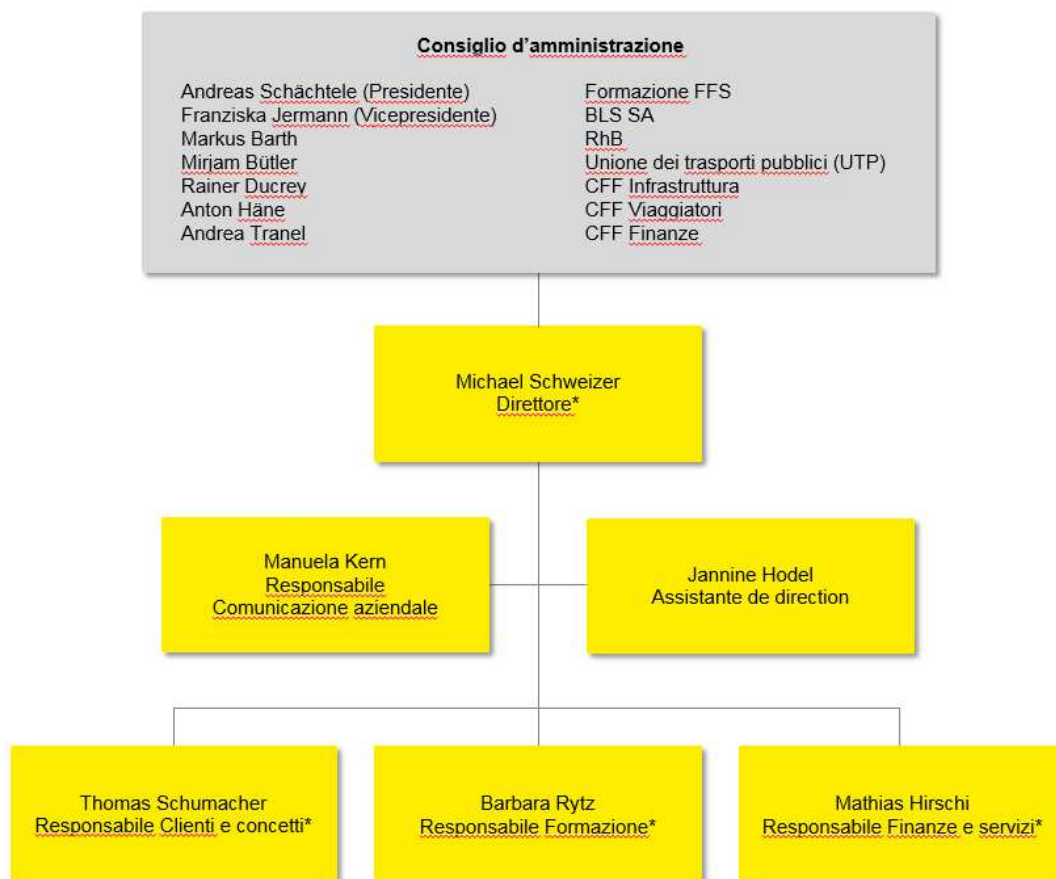 Consiglio d'amministrazione
Andreas Schächtele (Presidente) Formazione FFS
Franziska Jermann (Vicepresidente) BLS SA
Markus Barth RhB
Mirjam Bütler Unione dei trasporti pubblici (UTP)
Rainer Ducrey CFF Infrastruttura
Anton Häne CFF Viaggiatori
Andrea Tranel CFF Finanze
Michael Schweizer
Direttore*
Manuela Kern
Responsabile
Comunicazione aziendale
Jannine Hodel
Assistante de direction
Thomas Schumacher
Responsabile Clienti e concetti*
Barbara Rytz
Responsabile Formazione*
Mathias Hirschi
Responsabile Finanze e servizi*